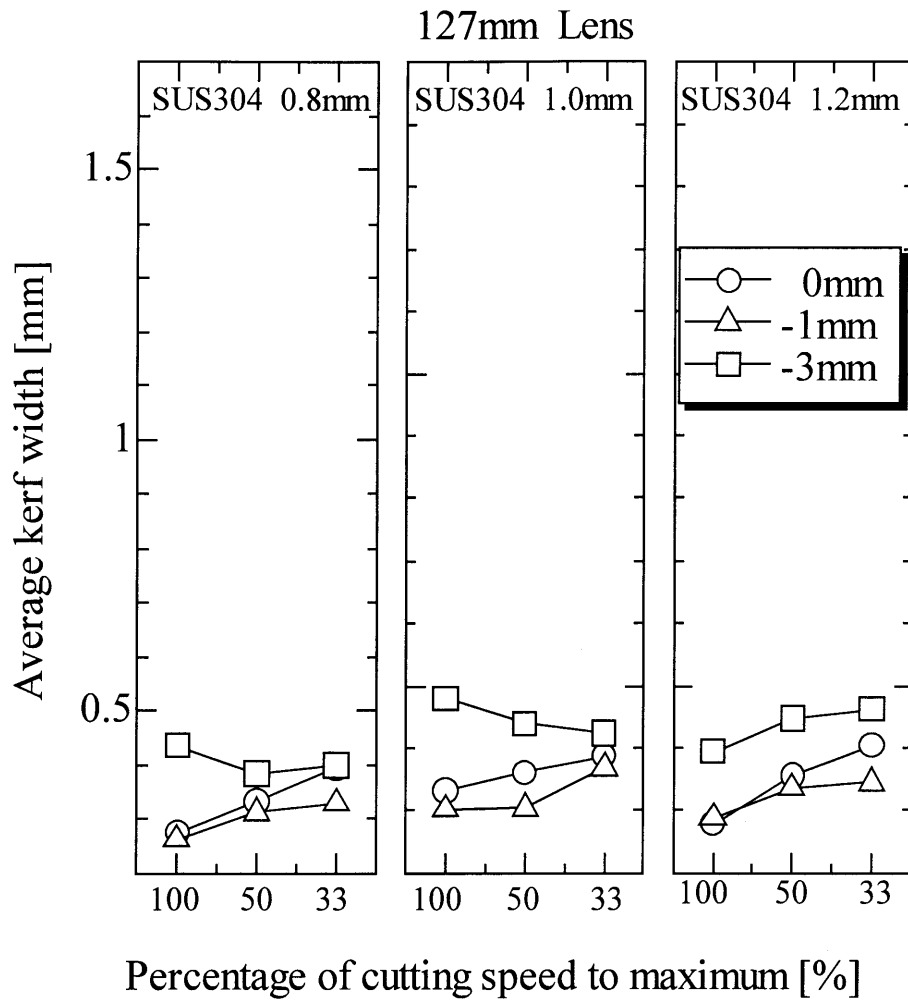 127mm Lens
SUS304 0.8mm
SUS304 1.0mm
SUS304 1.2mm
1.5
1
0.5
Average kerf width [mm]
0mm
-1mm
-3mm
100 50 33
100 50 33
100 50 33
Percentage of cutting speed to maximum [%]